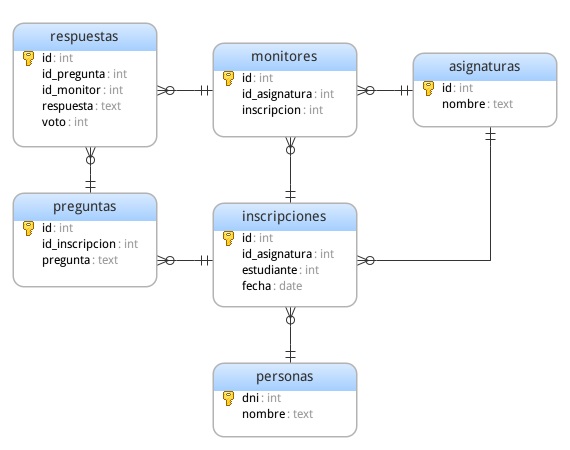 respuestas
id: int
id_pregunta: int
id_monitor: int
respuesta: text
voto: int
monitores
id: int
id_asignatura: int
inscripcion: int
asignaturas
id: int
nombre: text
preguntas
id: int
id_inscripcion: int
pregunta: text
inscripciones
id: int
id_asignatura: int
estudiante: int
fecha: date
personas
dni: int
nombre: text